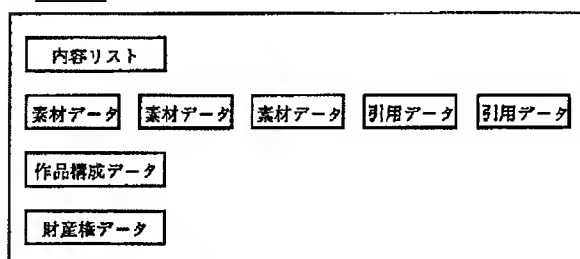 内容リスト
素材データ 素材データ 素材データ 引用データ 引用データ
作品構成データ
財産権データ